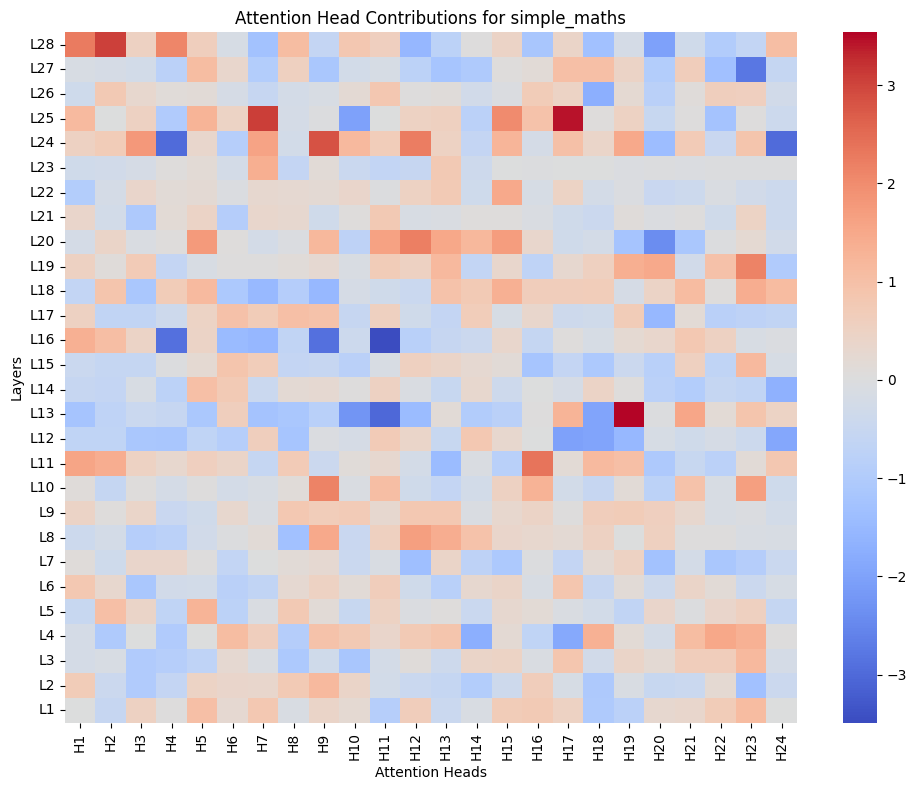 Attention Head Contributions for simple_maths
Layers
L28
L27
L26
L25
L24
L23
L22
L21
L20
L19
L18
L17
L16
L15
L14
L13
L12
L11
L10
L9
L8
L7
L6
L5
L4
L3
L2
L1
H1 H2 H3 H4 H5 H6 H7 H8 H9 H10 H11 H12 H13 H14 H15 H16 H17 H18 H19 H20 H21 H22 H23 H24
Attention Heads
3
2
1
0
−1
−2
−3